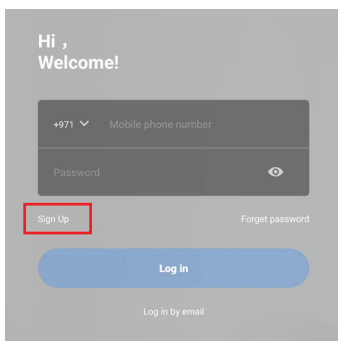 Hi ,
Welcome!
+971 Mobile phone number
Password
Sign Up Forget password
Log in
Log in by email